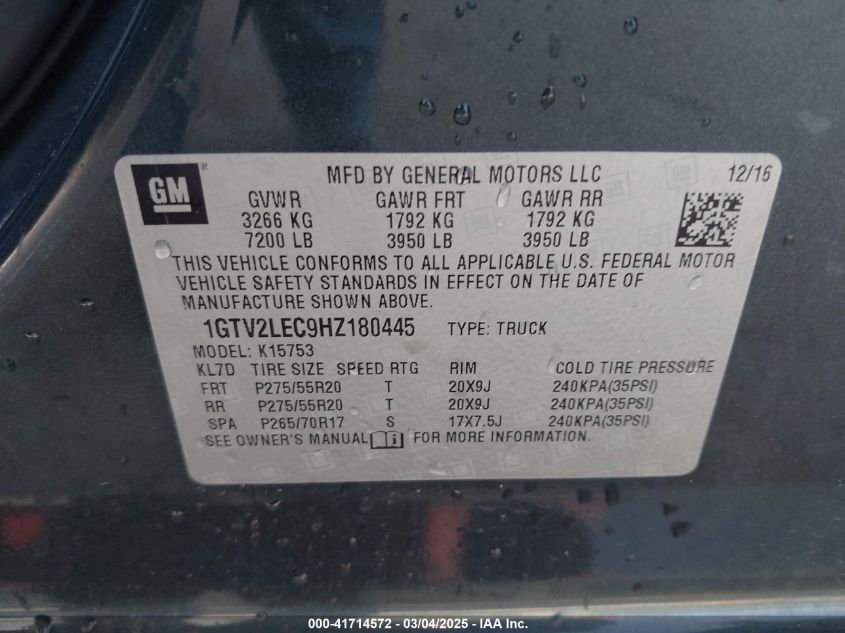 GM ®
MFD BY GENERAL MOTORS LLC 12/16
GVWR GAWR FRT GAWR RR
3266 KG 1792 KG 1792 KG
7200 LB 3950 LB 3950 LB
THIS VEHICLE CONFORMS TO ALL APPLICABLE U.S. FEDERAL MOTOR
VEHICLE SAFETY STANDARDS IN EFFECT ON THE DATE OF
MANUFACTURE SHOWN ABOVE.
1GTV2LEC9HZ180445 TYPE: TRUCK
MODEL: K15753
KL7D TIRE SIZE SPEED RTG RIM COLD TIRE PRESSURE
FRT P275/55R20 T 20X9J 240KPA(35PSI)
RR P275/55R20 T 20X9J 240KPA(35PSI)
SPA P265/70R17 S 17X7.5J 240KPA(35PSI)
SEE OWNER'S MANUAL i FOR MORE INFORMATION.
000-41714572 — 03/04/2025 — IAA Inc.